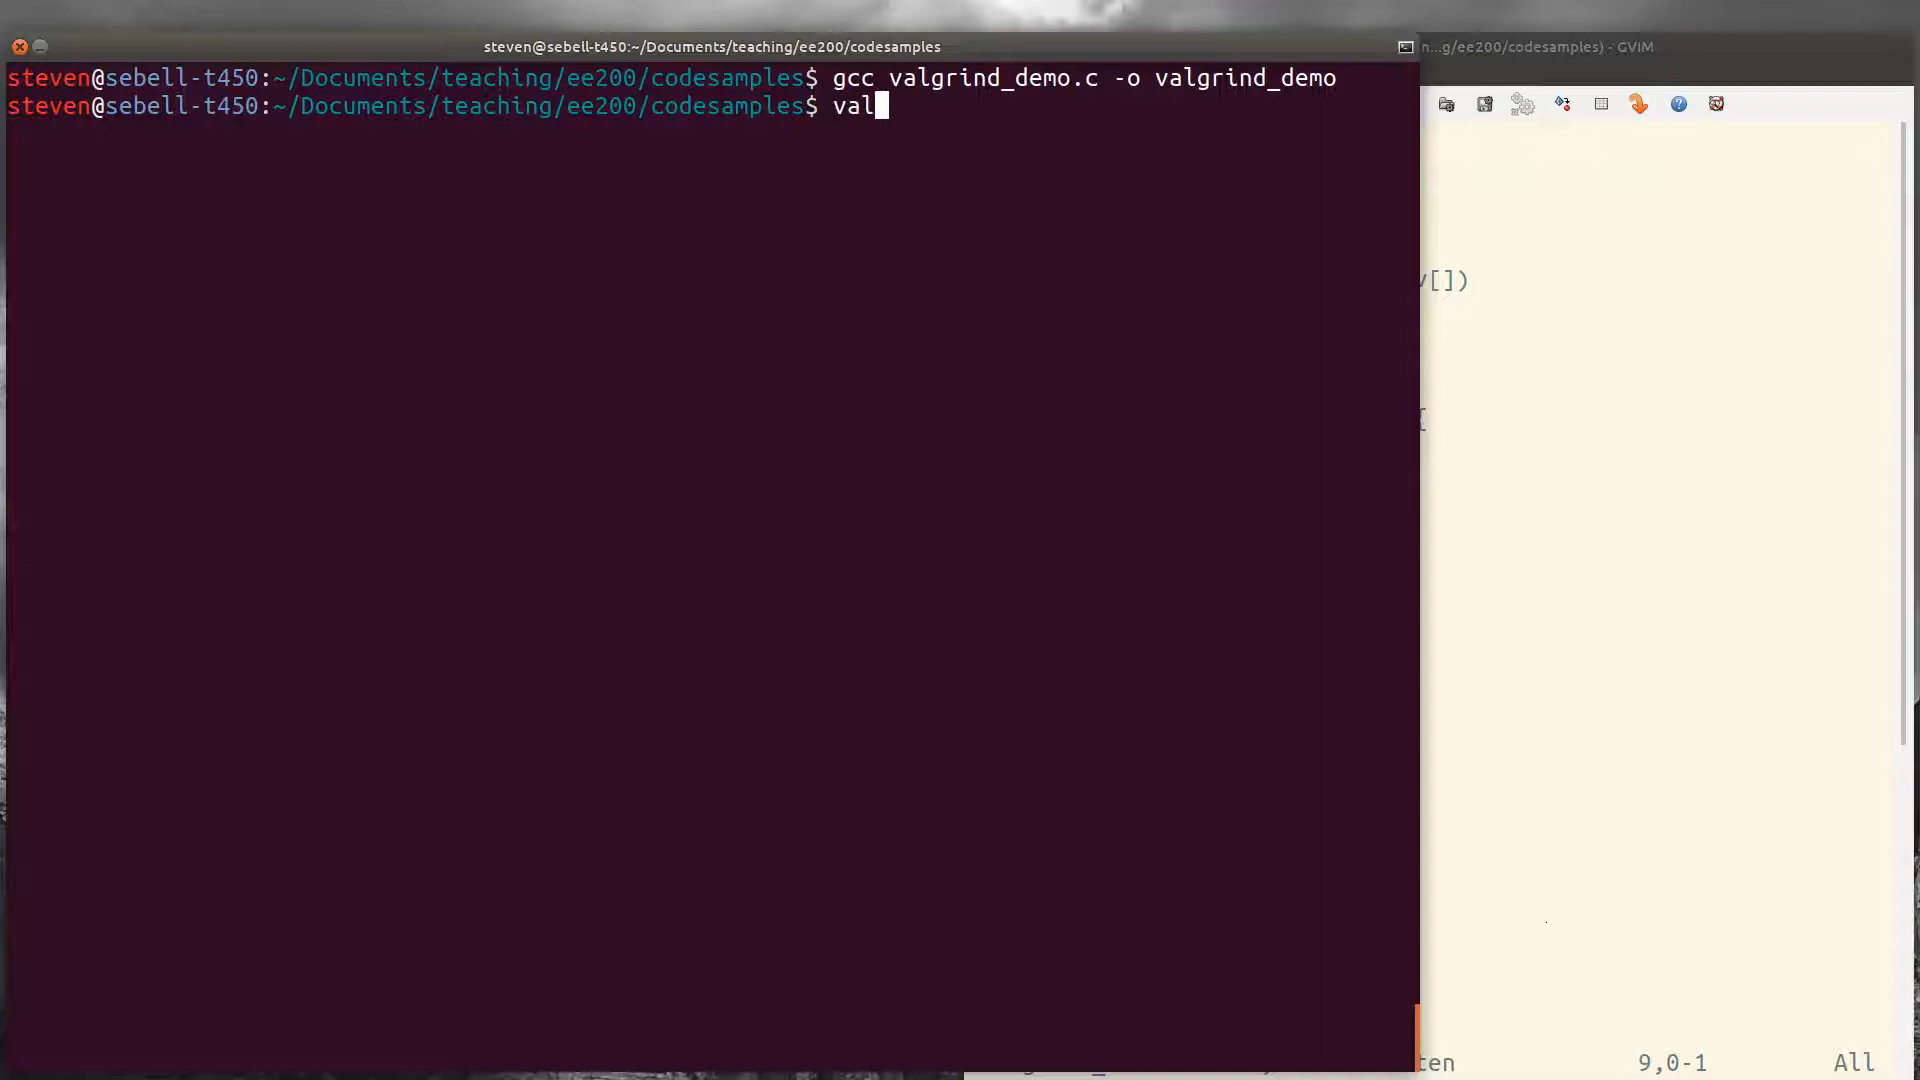 steven@sebell-t450:~/Documents/teaching/ee200/codesamples
n...g/ee200/codesamples) - GVIM
steven@sebell-t450:~/Documents/teaching/ee200/codesamples$ gcc valgrind_demo.c -o valgrind_demo
steven@sebell-t450:~/Documents/teaching/ee200/codesamples$ val
[])
ten
9,0-1
All